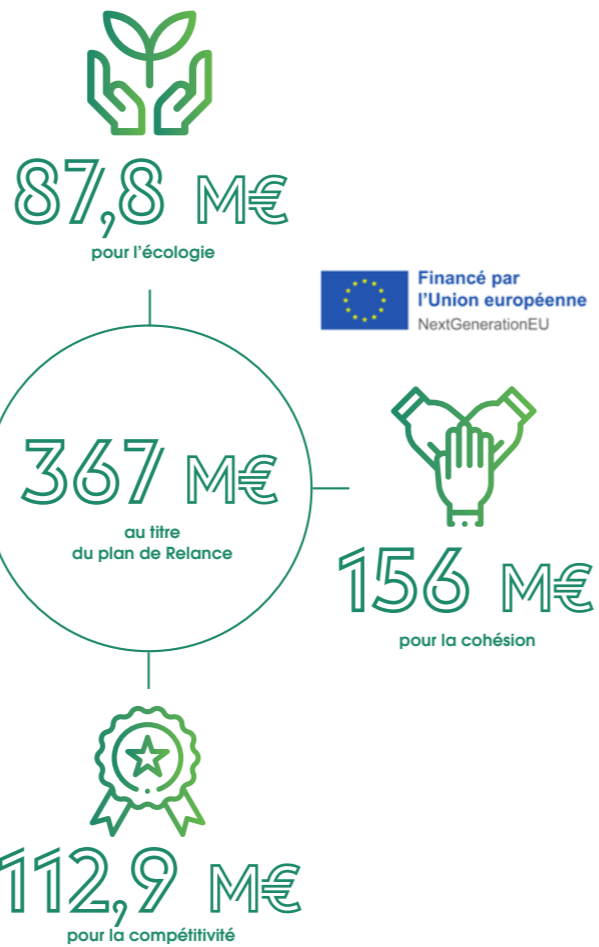 87,8 M€
pour l'écologie
Financé par
l'Union européenne
NextGenerationEU
367 M€
au titre
du plan de Relance
156 M€
pour la cohésion
112,9 M€
pour la compétitivité